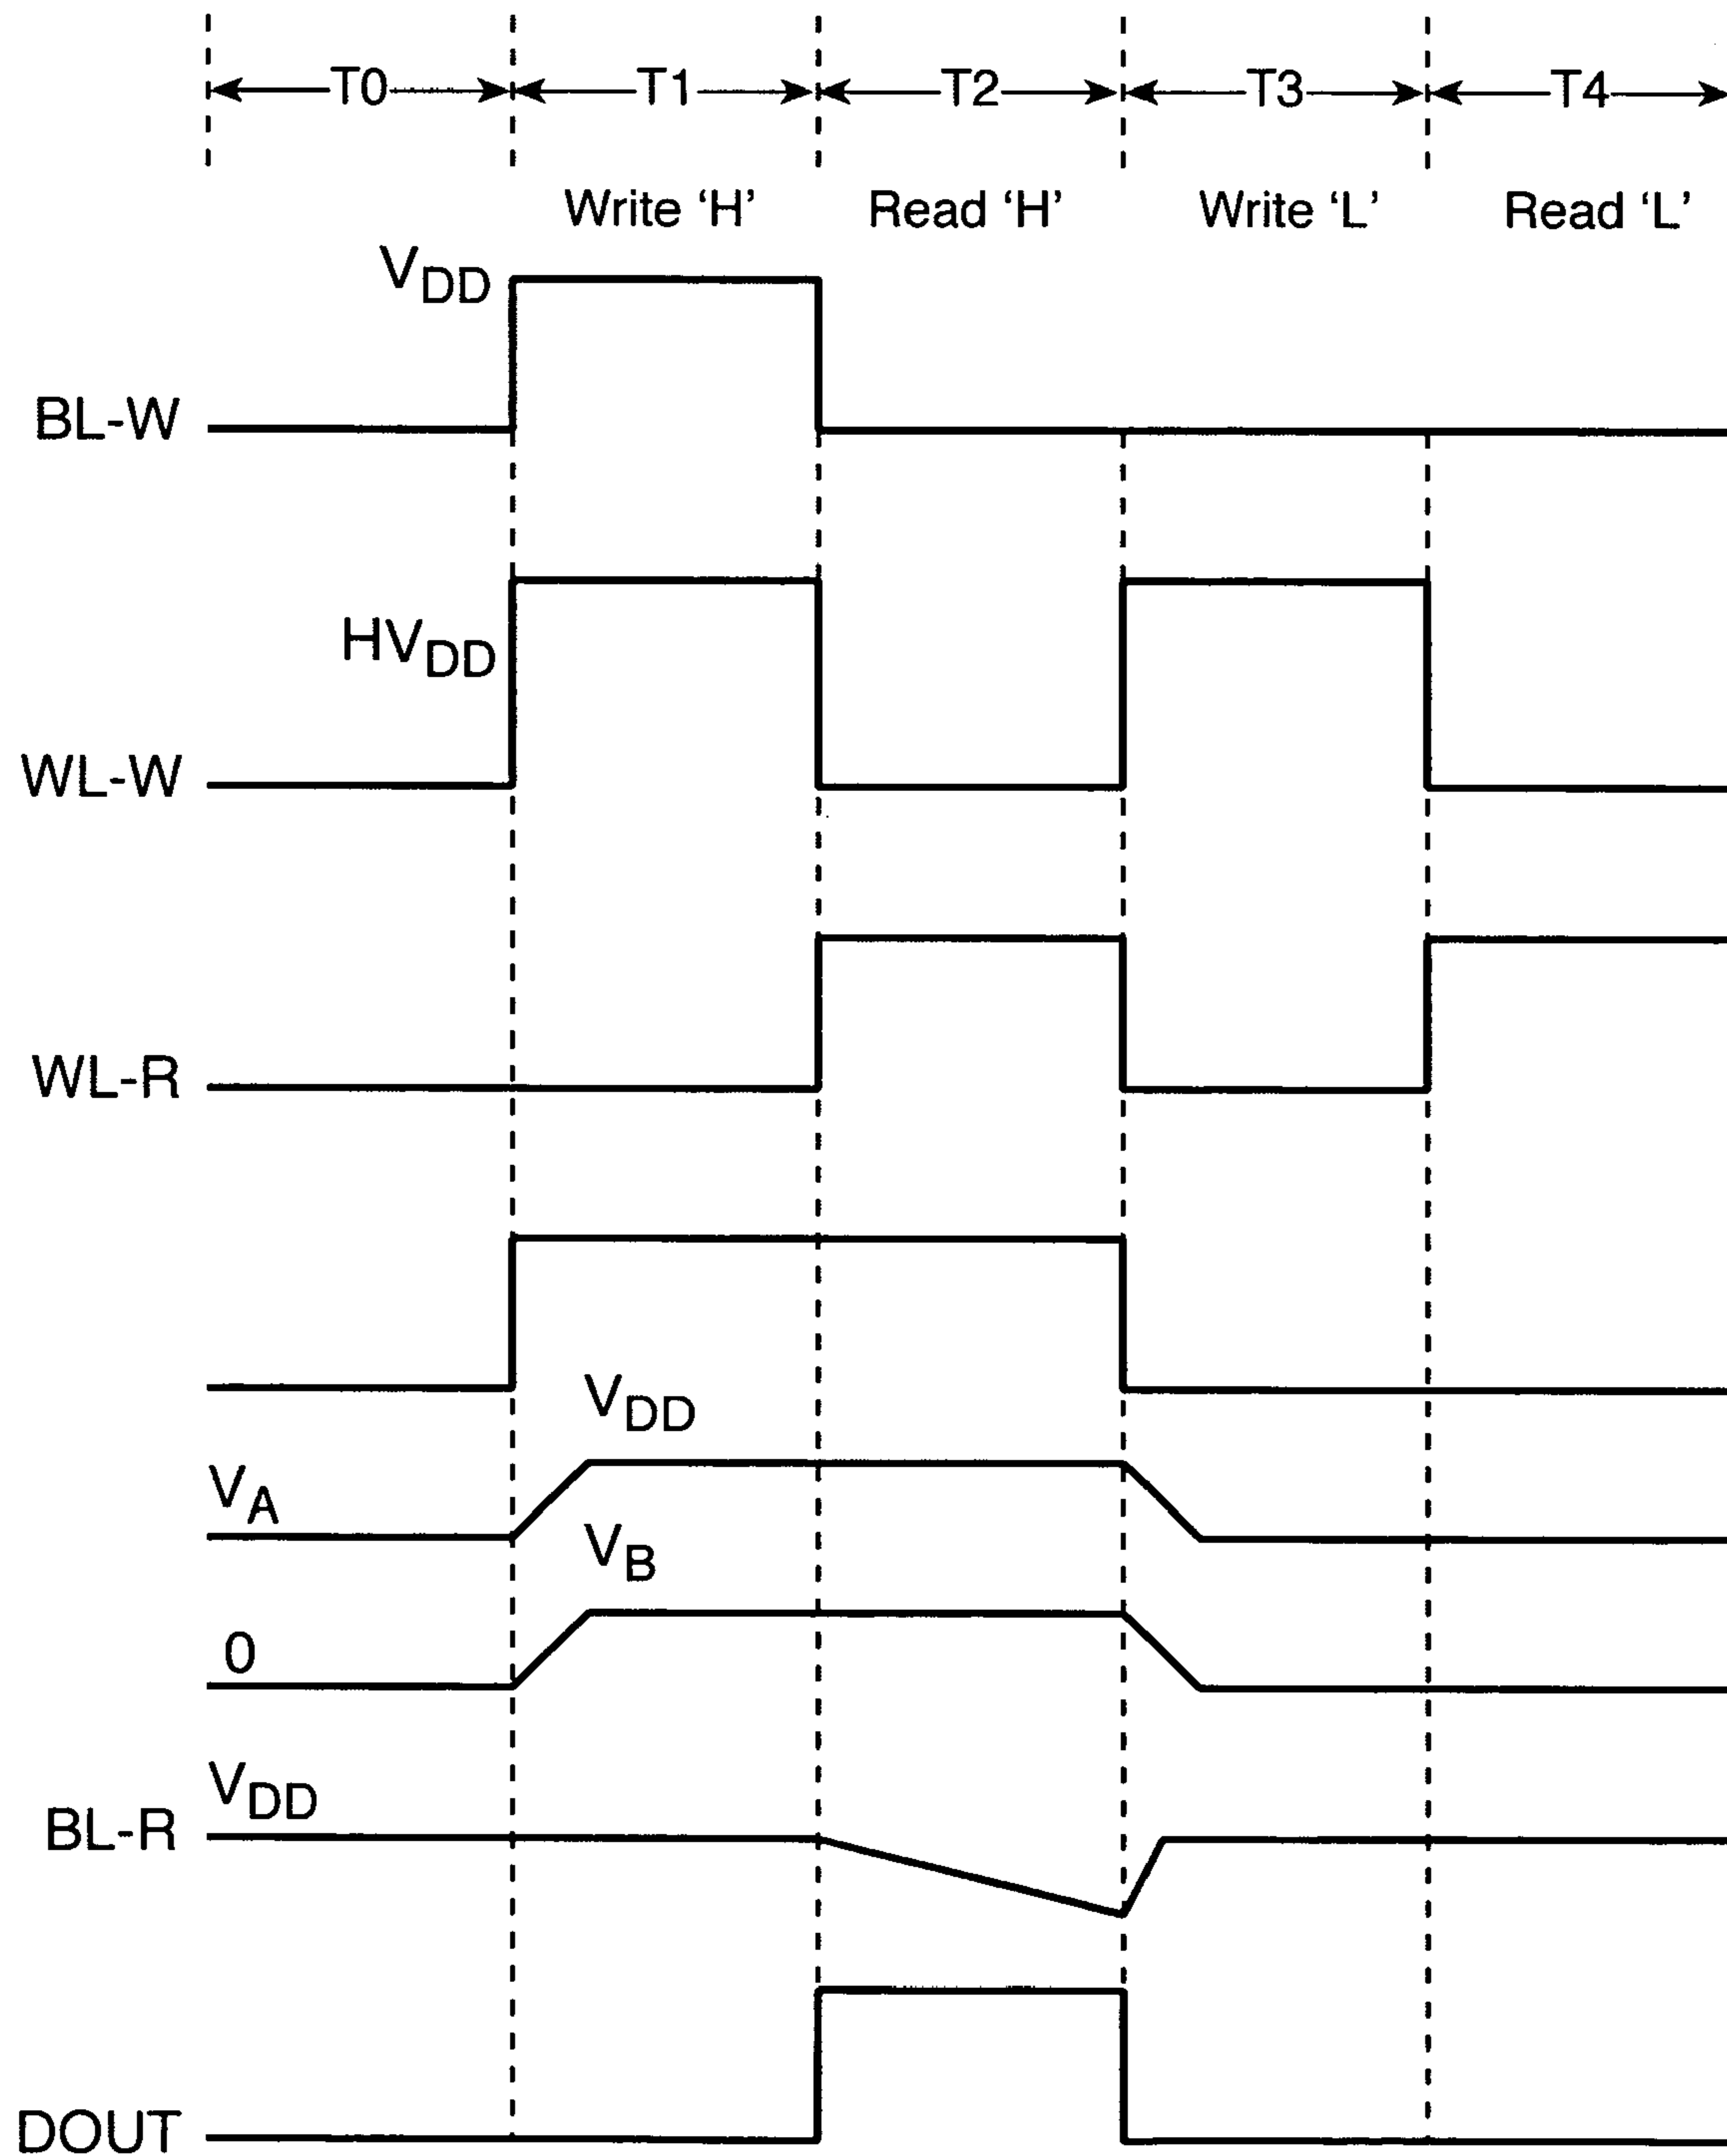 T0 T1 T2 T3 T4
Write ‘H’ Read ‘H’ Write ‘L’ Read ‘L’
VDD
BL-W
HVDD
WL-W
WL-R
VDD
VA
VB
0
VDD
BL-R
DOUT